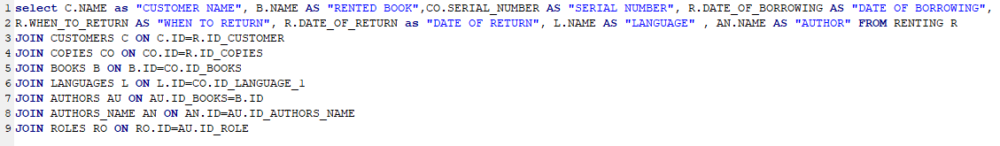 1 select C.NAME as "CUSTOMER NAME", B.NAME AS "RENTED BOOK",CO.SERIAL_NUMBER AS "SERIAL NUMBER", R.DATE_OF_BORROWING AS "DATE OF BORROWING",
2 R.WHEN_TO_RETURN AS "WHEN TO RETURN", R.DATE_OF_RETURN as "DATE OF RETURN", L.NAME AS "LANGUAGE" , AN.NAME AS "AUTHOR" FROM RENTING R
3 JOIN CUSTOMERS C ON C.ID=R.ID_CUSTOMER
4 JOIN COPIES CO ON CO.ID=R.ID_COPIES
5 JOIN BOOKS B ON B.ID=CO.ID_BOOKS
6 JOIN LANGUAGES L ON L.ID=CO.ID_LANGUAGE_1
7 JOIN AUTHORS AU ON AU.ID_BOOKS=B.ID
8 JOIN AUTHORS_NAME AN ON AN.ID=AU.ID_AUTHORS_NAME
9 JOIN ROLES RO ON RO.ID=AU.ID_ROLE